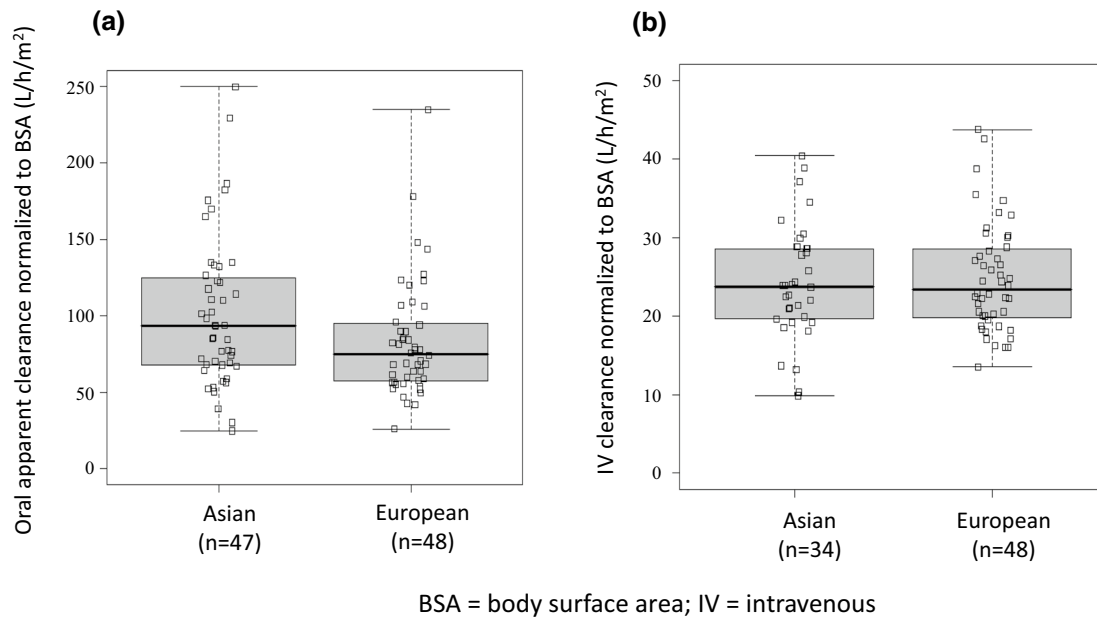 (a)
Oral apparent clearance normalized to BSA (L/h/m²)
250
200
150
100
50
0
Asian
(n=47)
European
(n=48)
(b)
IV clearance normalized to BSA (L/h/m²)
50
40
30
20
10
0
Asian
(n=34)
European
(n=48)
BSA = body surface area; IV = intravenous